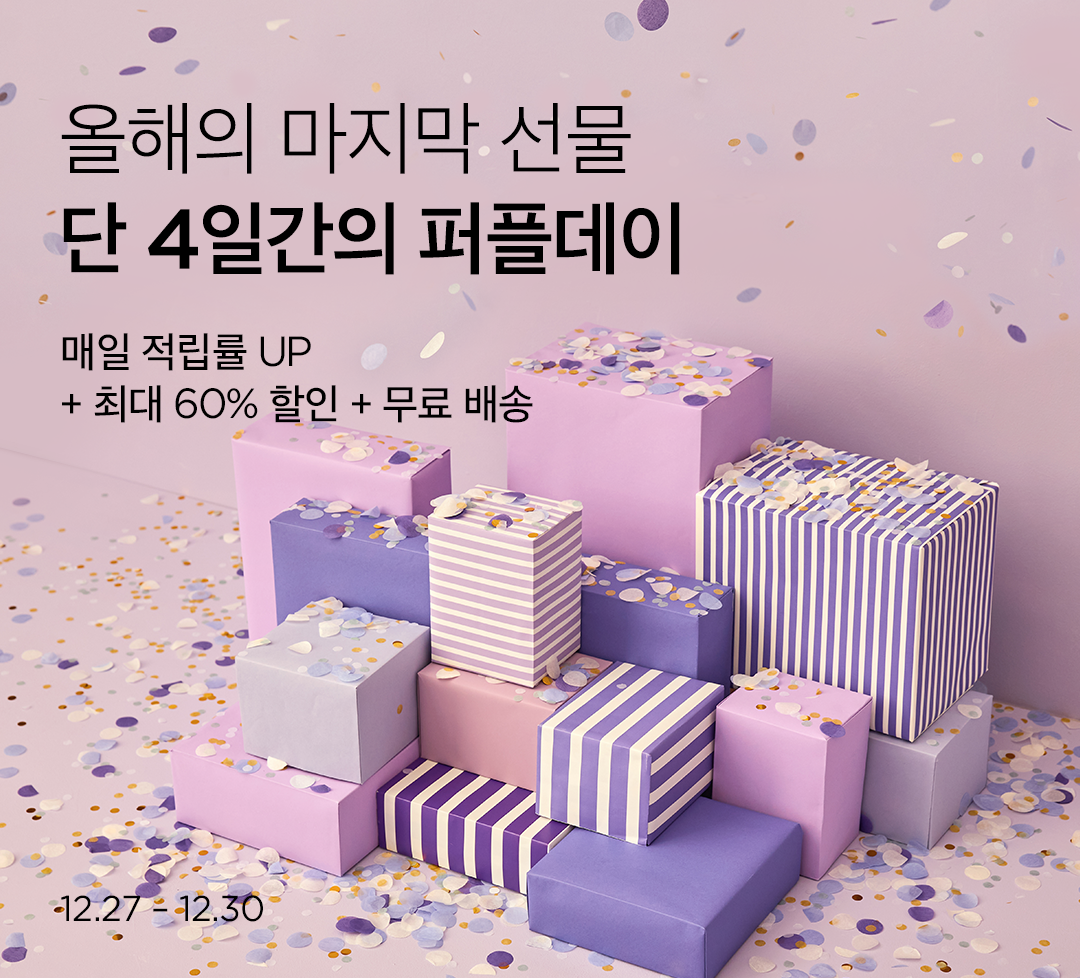 올해의 마지막 선물
단 4일간의 퍼플데이
매일 적립률 UP
+ 최대 60% 할인 + 무료 배송
12.27 – 12.30